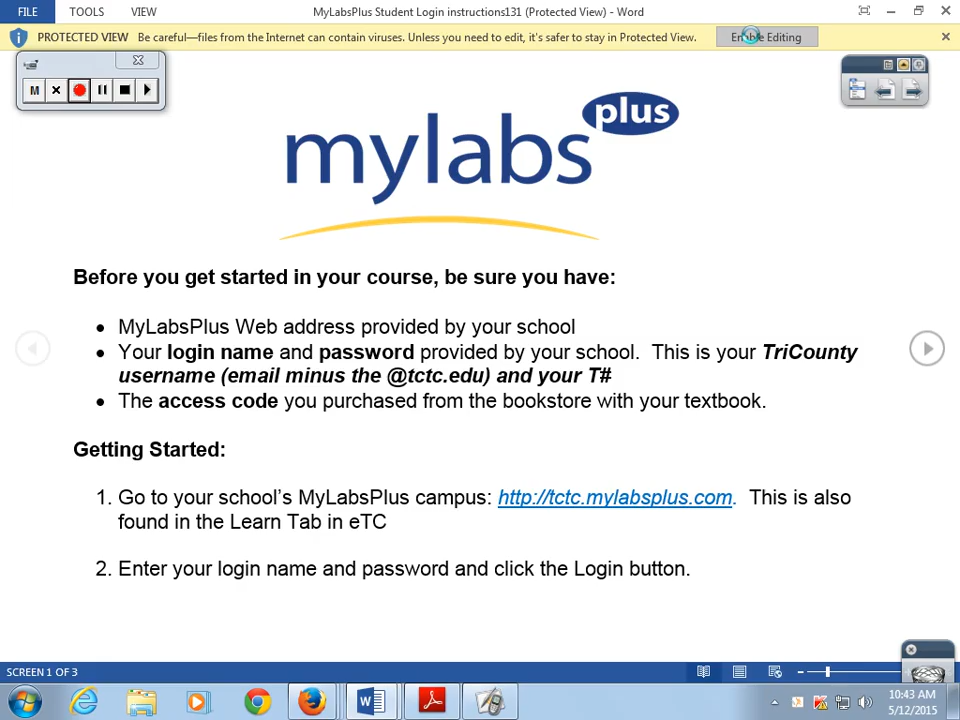 FILE TOOLS VIEW MyLabsPlus Student Login instructions131 (Protected View) - Word
PROTECTED VIEW Be careful—files from the Internet can contain viruses. Unless you need to edit, it's safer to stay in Protected View. Enable Editing
M
mylabs plus
Before you get started in your course, be sure you have:
• MyLabsPlus Web address provided by your school
• Your login name and password provided by your school. This is your TriCounty
username (email minus the @tctc.edu) and your T#
• The access code you purchased from the bookstore with your textbook.
Getting Started:
1. Go to your school's MyLabsPlus campus: http://tctc.mylabsplus.com. This is also
found in the Learn Tab in eTC
2. Enter your login name and password and click the Login button.
SCREEN 1 OF 3
10:43 AM
5/12/2015